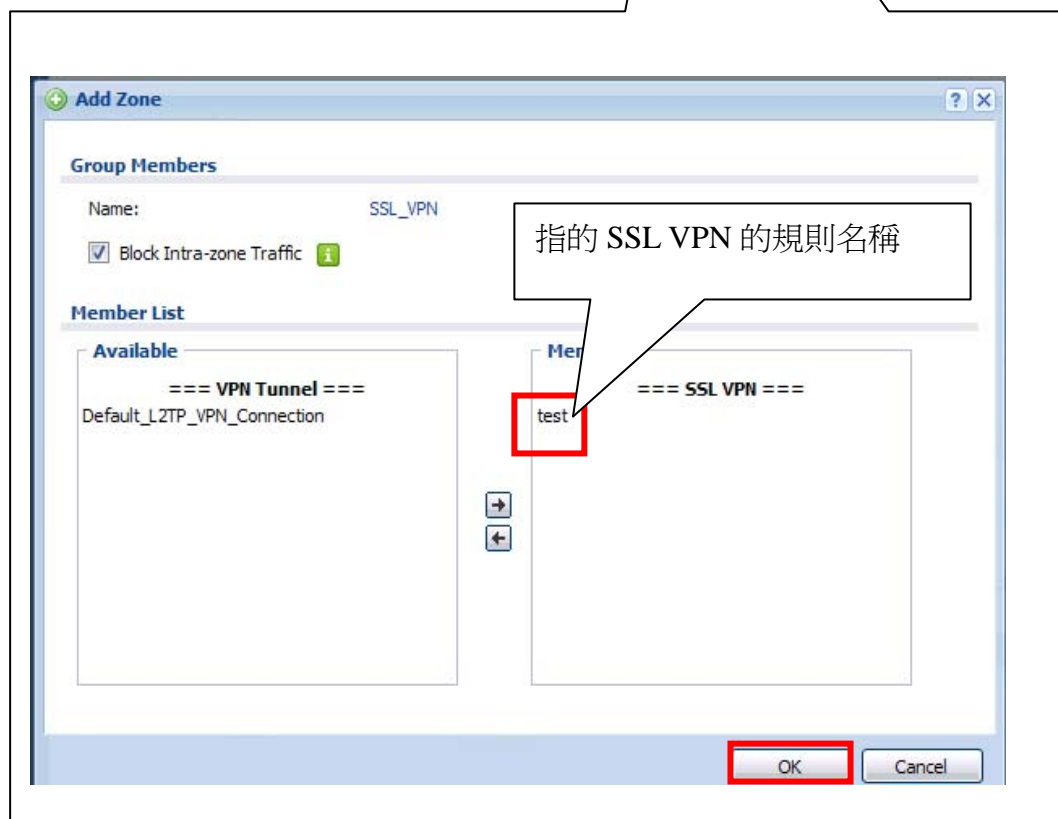 Add Zone
Group Members
Name: SSL_VPN
指的 SSL VPN 的規則名稱
Block Intra-zone Traffic
Member List
Available
=== VPN Tunnel ===
Default_L2TP_VPN_Connection
=== SSL VPN ===
test
OK Cancel